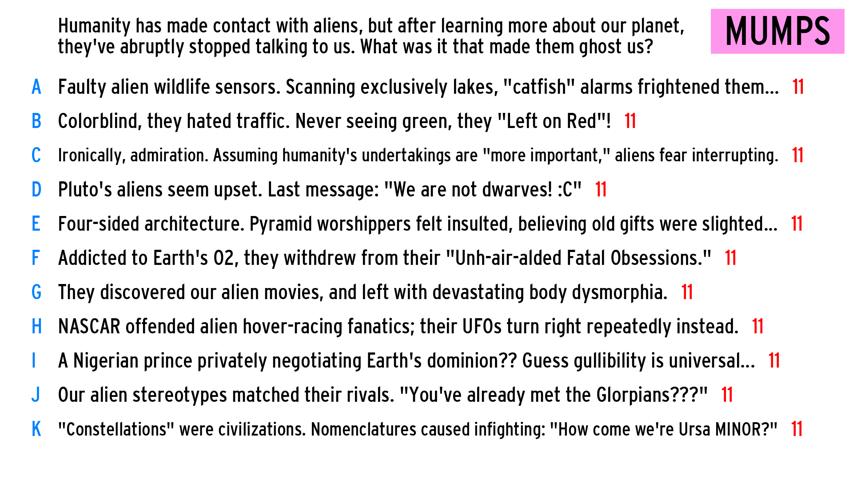 Humanity has made contact with aliens, but after learning more about our planet,
they've abruptly stopped talking to us. What was it that made them ghost us?
MUMPS
A Faulty alien wildlife sensors. Scanning exclusively lakes, "catfish" alarms frightened them... 11
B Colorblind, they hated traffic. Never seeing green, they "Left on Red"! 11
C Ironically, admiration. Assuming humanity's undertakings are "more important," aliens fear interrupting. 11
D Pluto's aliens seem upset. Last message: "We are not dwarves! :C" 11
E Four-sided architecture. Pyramid worshippers felt insulted, believing old gifts were slighted... 11
F Addicted to Earth's O2, they withdrew from their "Unh-air-alded Fatal Obsessions." 11
G They discovered our alien movies, and left with devastating body dysmorphia. 11
H NASCAR offended alien hover-racing fanatics; their UFOs turn right repeatedly instead. 11
I A Nigerian prince privately negotiating Earth's dominion?? Guess gullibility is universal... 11
J Our alien stereotypes matched their rivals. "You've already met the Glorpians???" 11
K "Constellations" were civilizations. Nomenclatures caused infighting: "How come we're Ursa MINOR?" 11